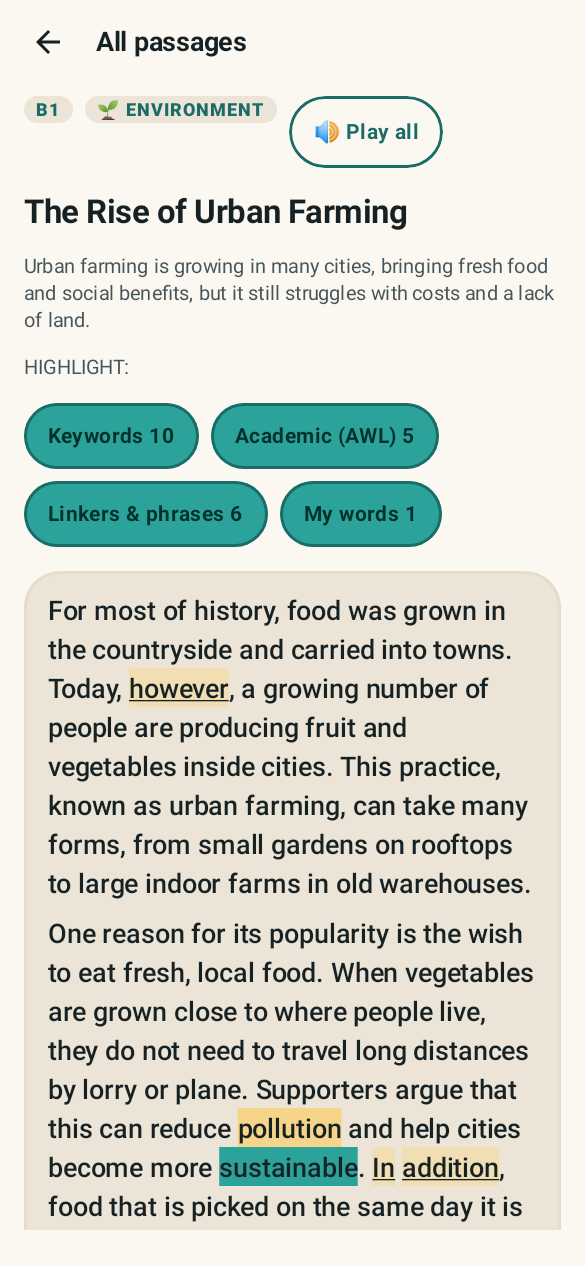 All passages
B1
🌱 ENVIRONMENT
🔊 Play all
The Rise of Urban Farming
Urban farming is growing in many cities, bringing fresh food
and social benefits, but it still struggles with costs and a lack
of land.
HIGHLIGHT:
Keywords 10
Academic (AWL) 5
Linkers & phrases 6
My words 1
For most of history, food was grown in
the countryside and carried into towns.
Today, however, a growing number of
people are producing fruit and
vegetables inside cities. This practice,
known as urban farming, can take many
forms, from small gardens on rooftops
to large indoor farms in old warehouses.
One reason for its popularity is the wish
to eat fresh, local food. When vegetables
are grown close to where people live,
they do not need to travel long distances
by lorry or plane. Supporters argue that
this can reduce pollution and help cities
become more sustainable. In addition,
food that is picked on the same day it is